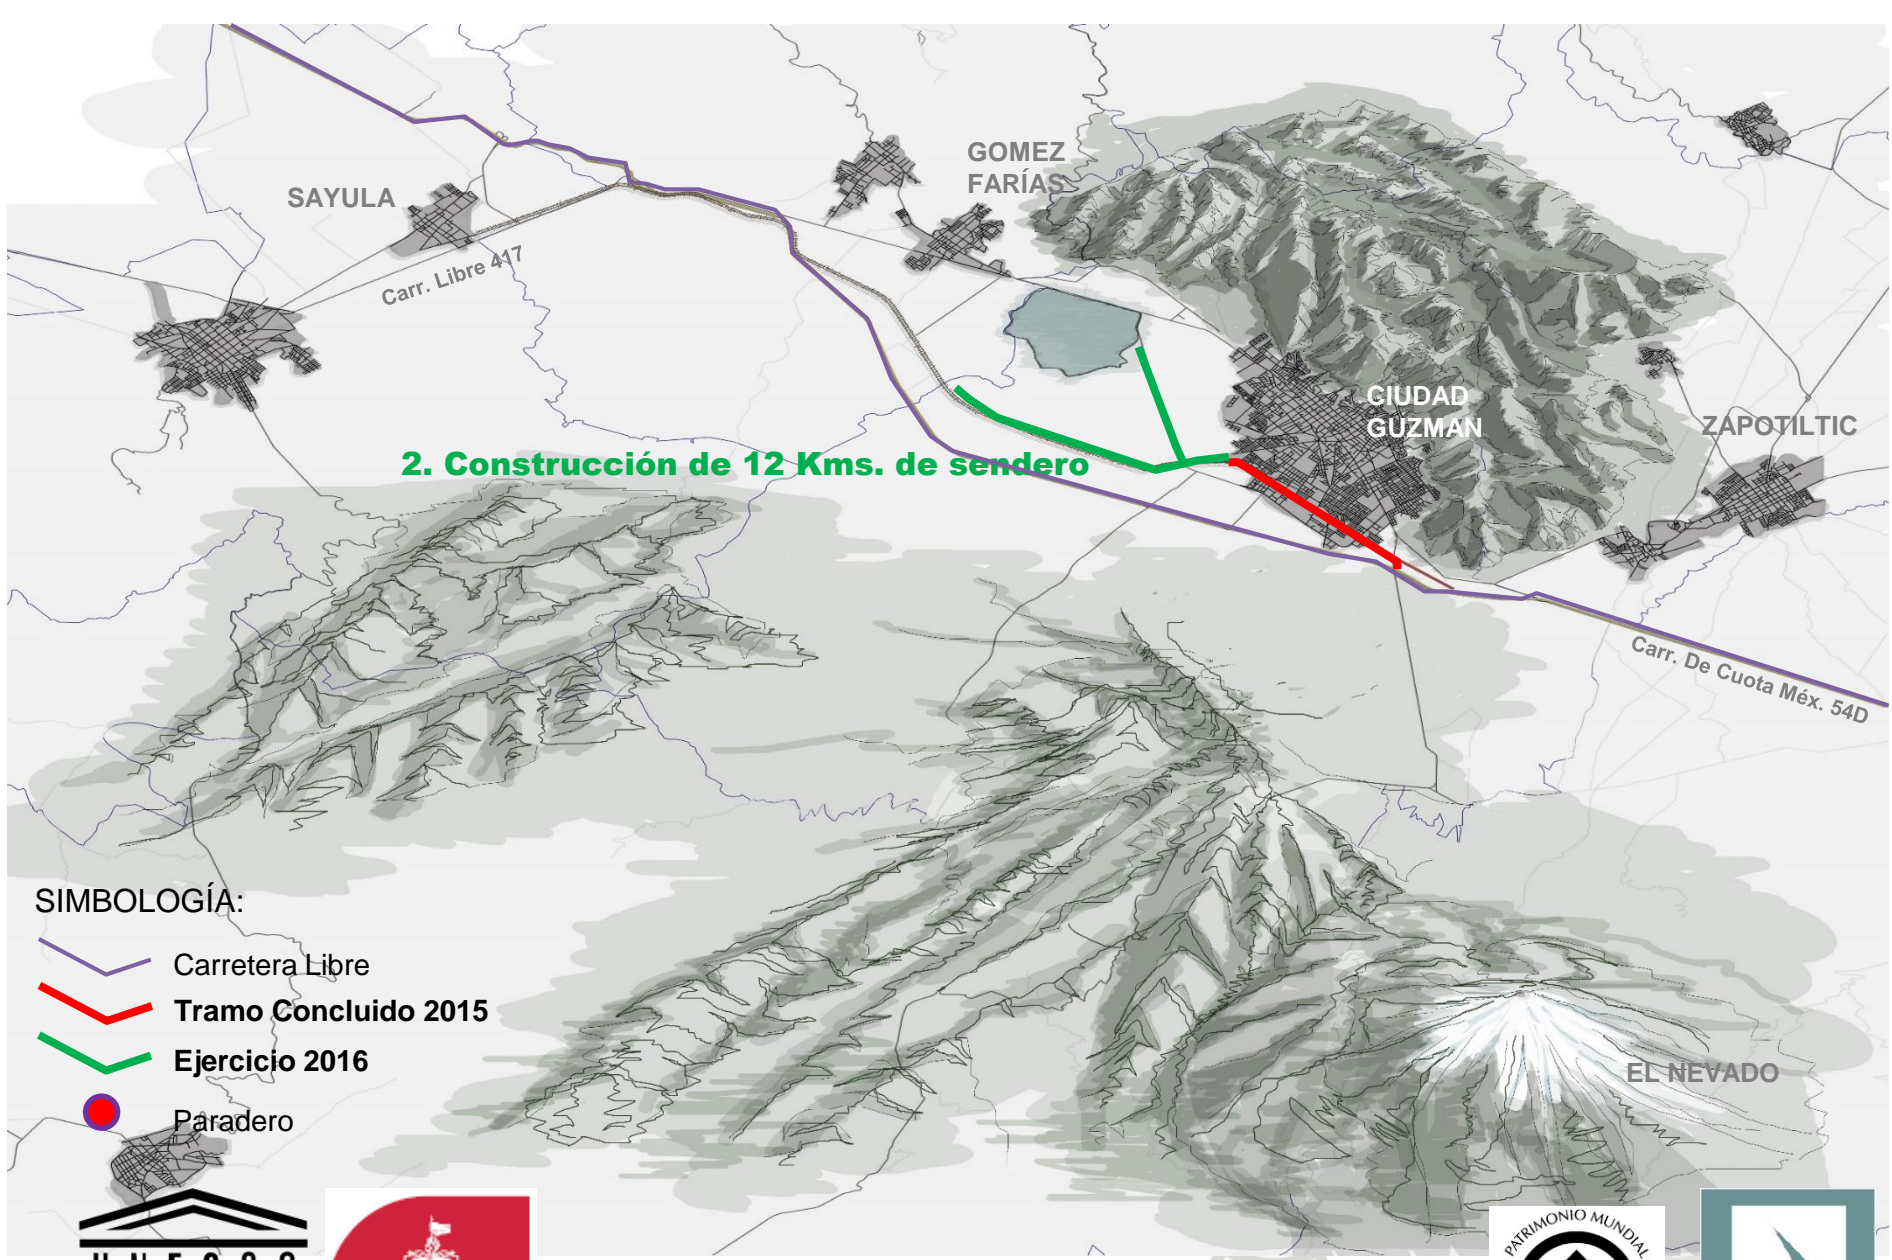 GOMEZ
FARÍAS
SAYULA
Carr. Libre 417
CIUDAD
GUZMAN
ZAPOTILTIC
2. Construcción de 12 Kms. de sendero
Carr. De Cuota Méx. 54D
SIMBOLOGÍA:
Carretera Libre
Tramo Concluido 2015
Ejercicio 2016
EL NEVADO
Paradero
UNESCO
PATRIMONIO MUNDIAL